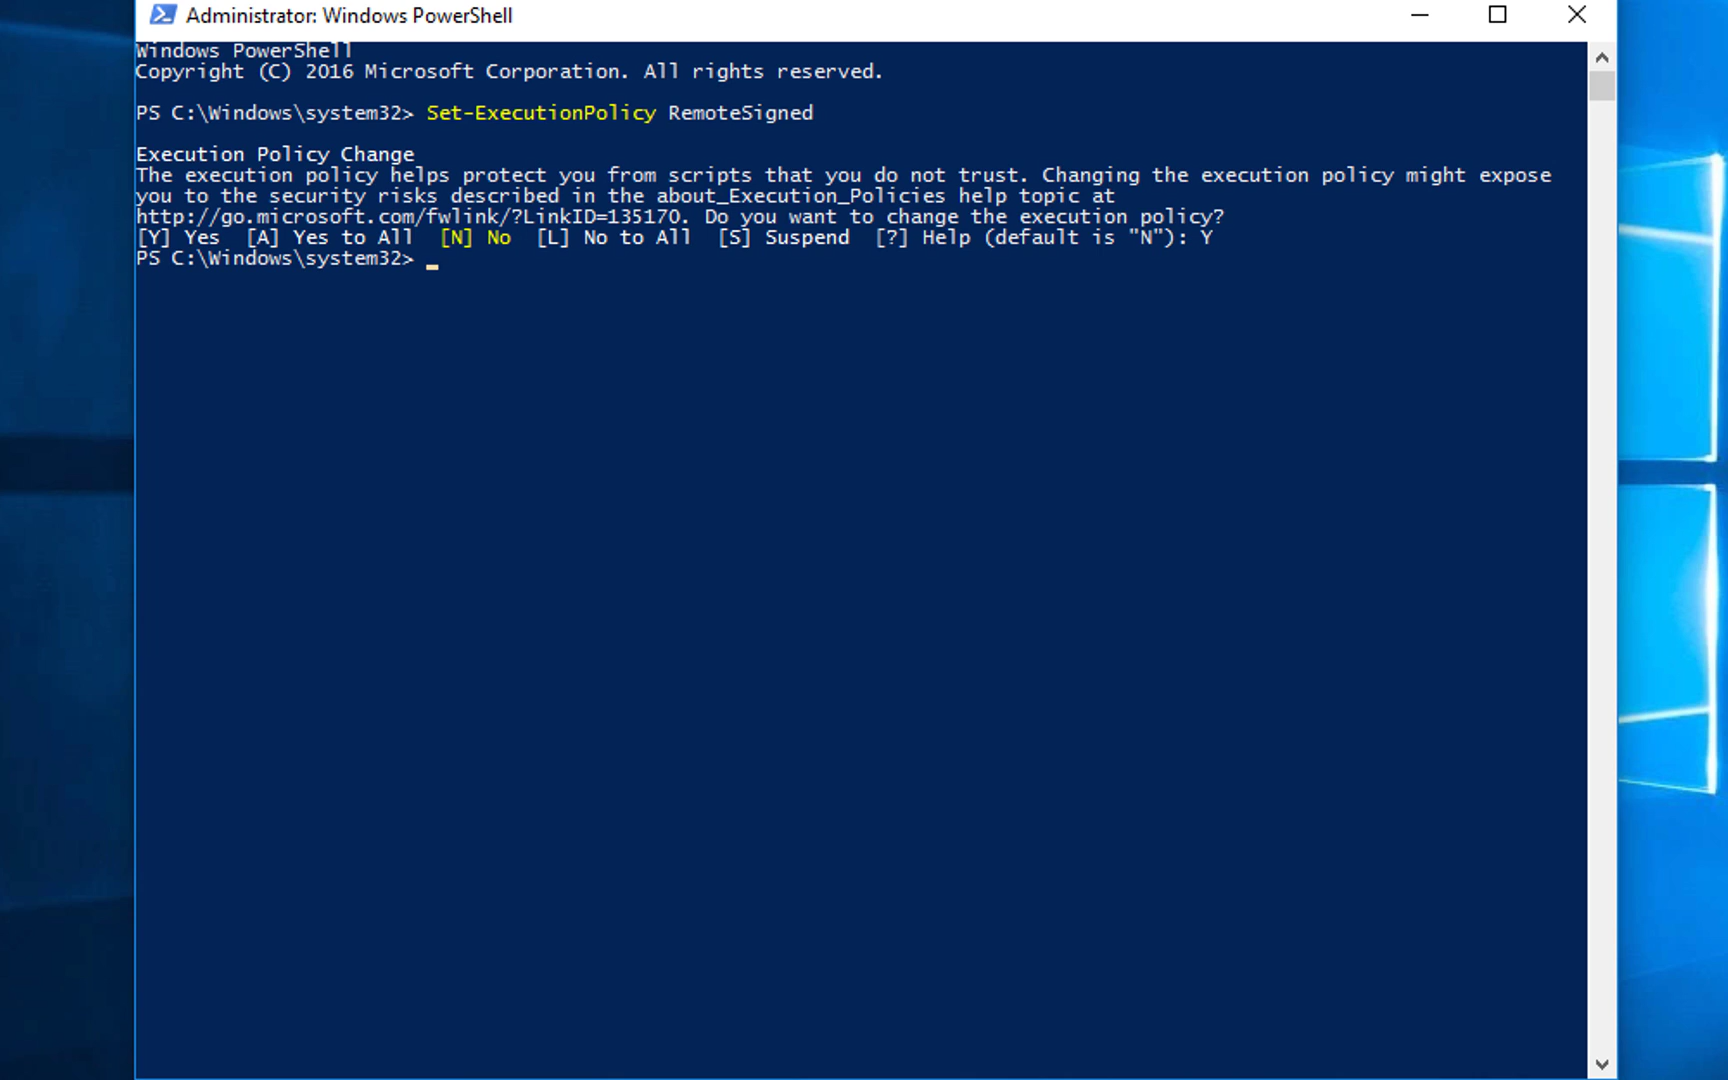 Administrator: Windows PowerShell
Windows PowerShell
Copyright (C) 2016 Microsoft Corporation. All rights reserved.
PS C:\Windows\system32> Set-ExecutionPolicy RemoteSigned
Execution Policy Change
The execution policy helps protect you from scripts that you do not trust. Changing the execution policy might expose
you to the security risks described in the about_Execution_Policies help topic at
http://go.microsoft.com/fwlink/?LinkID=135170. Do you want to change the execution policy?
[Y] Yes  [A] Yes to All  [N] No  [L] No to All  [S] Suspend  [?] Help (default is "N"): Y
PS C:\Windows\system32> _